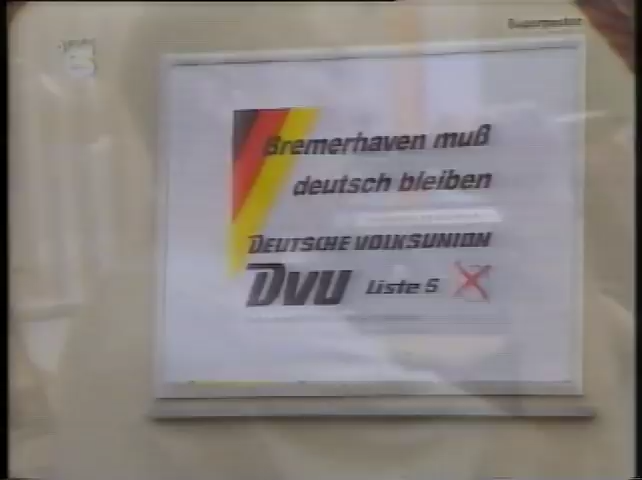 Bremerhaven muß
deutsch bleiben
DEUTSCHE VOLKSUNION
DVU Liste 5